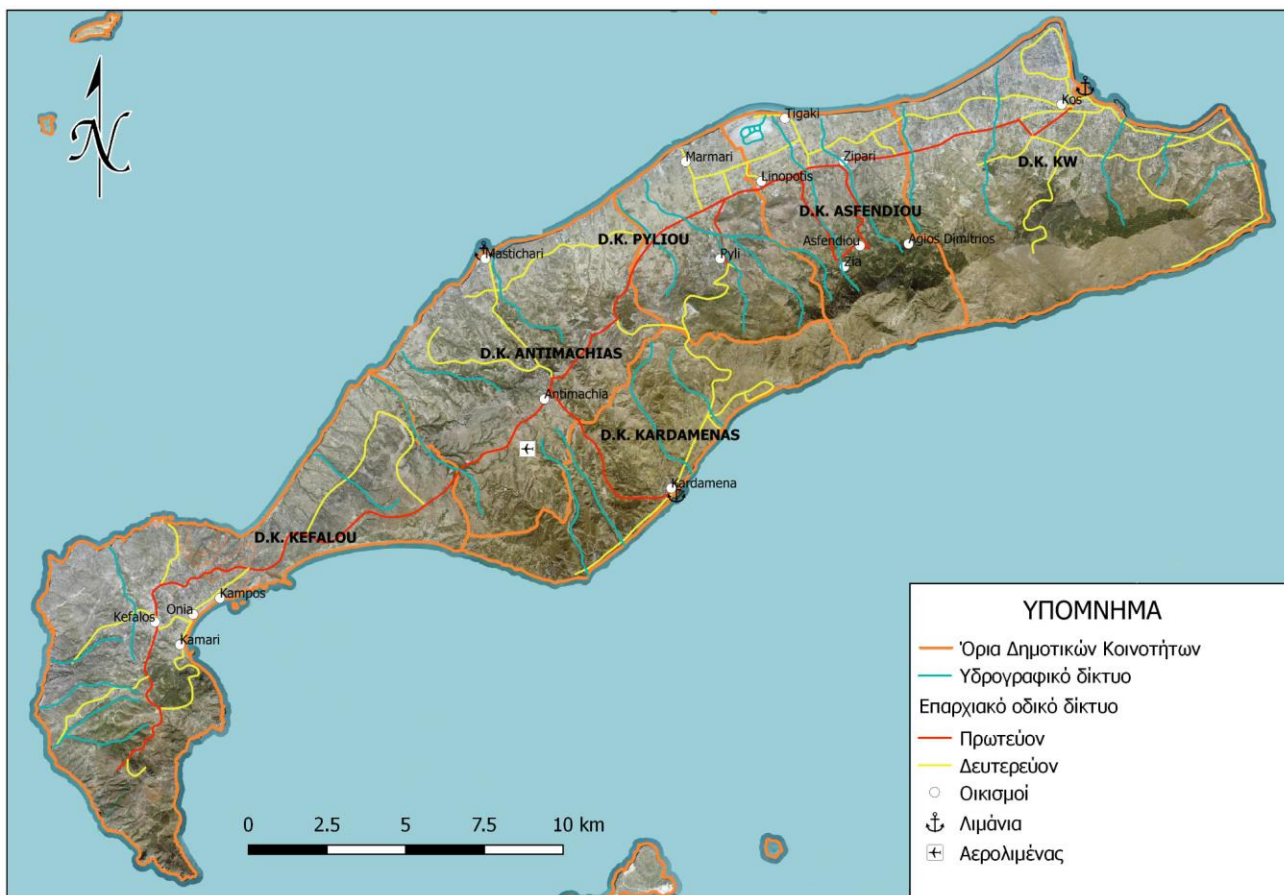 N
Tigaki
Kos
Marmari
Zipari
D.K. KW
Linopotis
D.K. ASFENDIOU
D.K. PYLIOU
Asfendiou
Agios Dimitrios
Mastichari
Pyli
Zia
D.K. ANTIMACHIAS
Antimachia
D.K. KARDAMENAS
Kardamena
D.K. KEFALOU
Kampos
Onia
Kefalos
Kamari
0 2.5 5 7.5 10 km
ΥΠΟΜΝΗΜΑ
Όρια Δημοτικών Κοινοτήτων
Υδρογραφικό δίκτυο
Επαρχιακό οδικό δίκτυο
Πρωτεύον
Δευτερεύον
Οικισμοί
Λιμάνια
Αερολιμένας